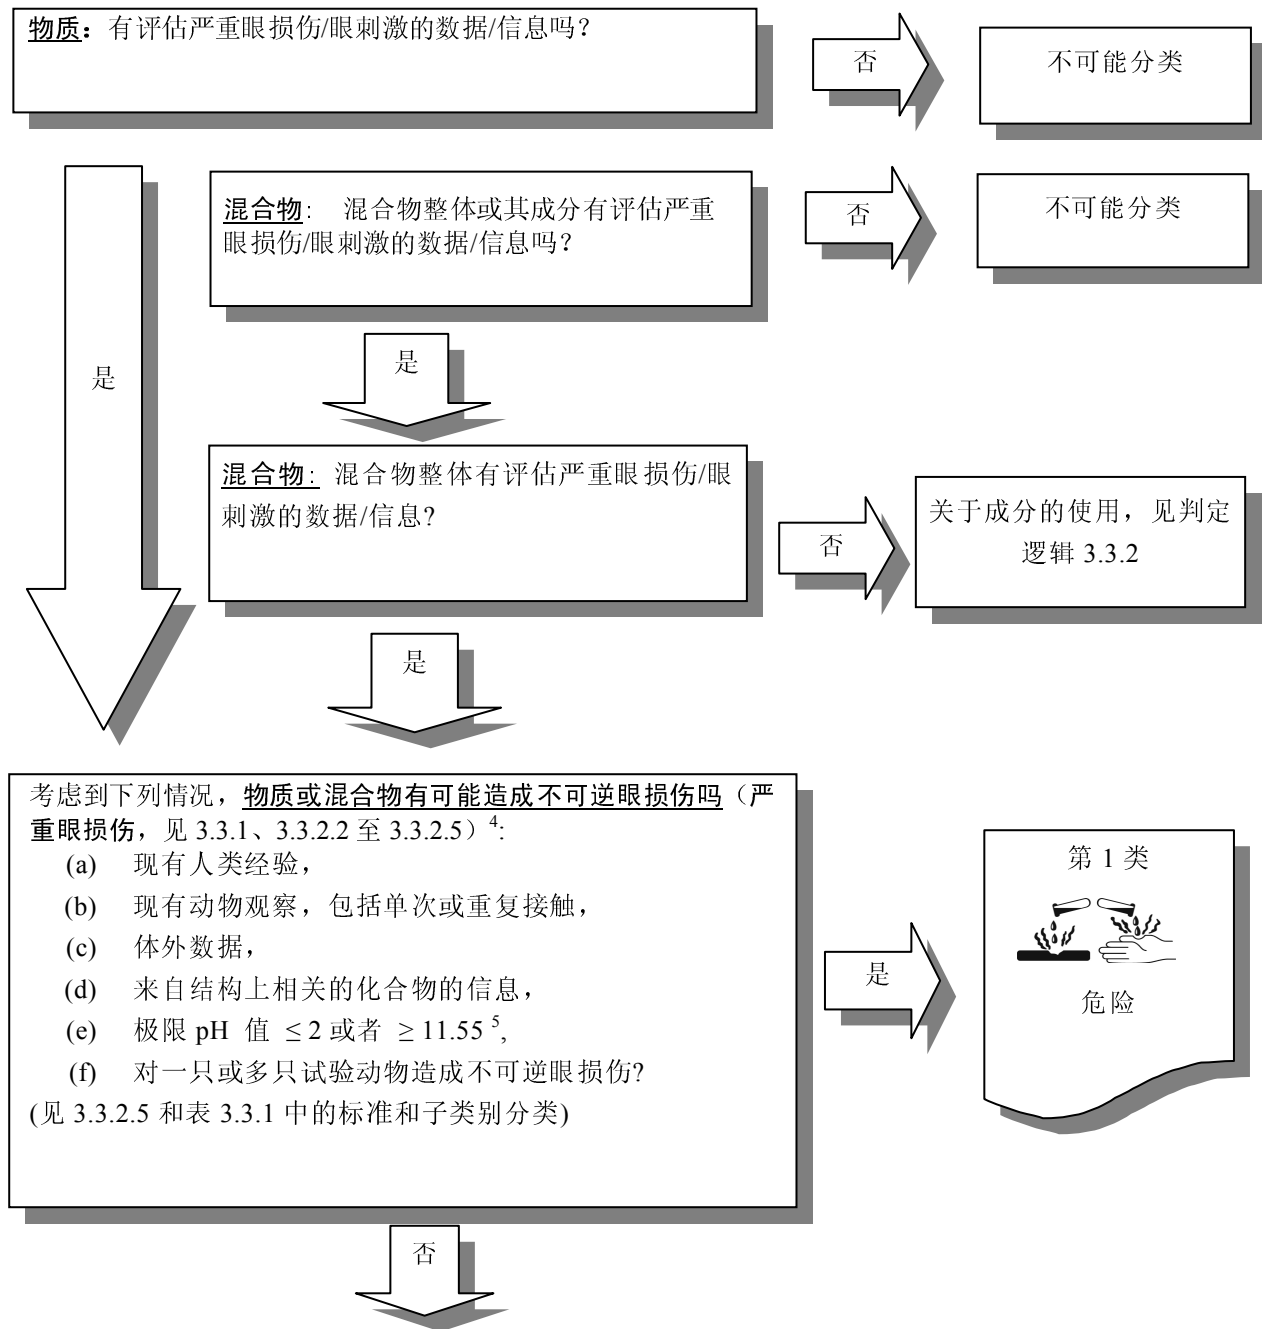 物质：有评估严重眼损伤/眼刺激的数据/信息吗？
否
不可能分类
混合物： 混合物整体或其成分有评估严重
眼损伤/眼刺激的数据/信息吗？
否
不可能分类
是
是
混合物：混合物整体有评估严重眼损伤/眼
刺激的数据/信息?
否
关于成分的使用，见判定
逻辑 3.3.2
是
考虑到下列情况，物质或混合物有可能造成不可逆眼损伤吗（严
重眼损伤，见 3.3.1、3.3.2.2 至 3.3.2.5）4:
(a) 现有人类经验，
(b) 现有动物观察，包括单次或重复接触，
(c) 体外数据，
(d) 来自结构上相关的化合物的信息，
(e) 极限 pH 值 ≤ 2 或者 ≥ 11.55 5,
(f) 对一只或多只试验动物造成不可逆眼损伤?
(见 3.3.2.5 和表 3.3.1 中的标准和子类别分类)
是
第 1 类
危险
否